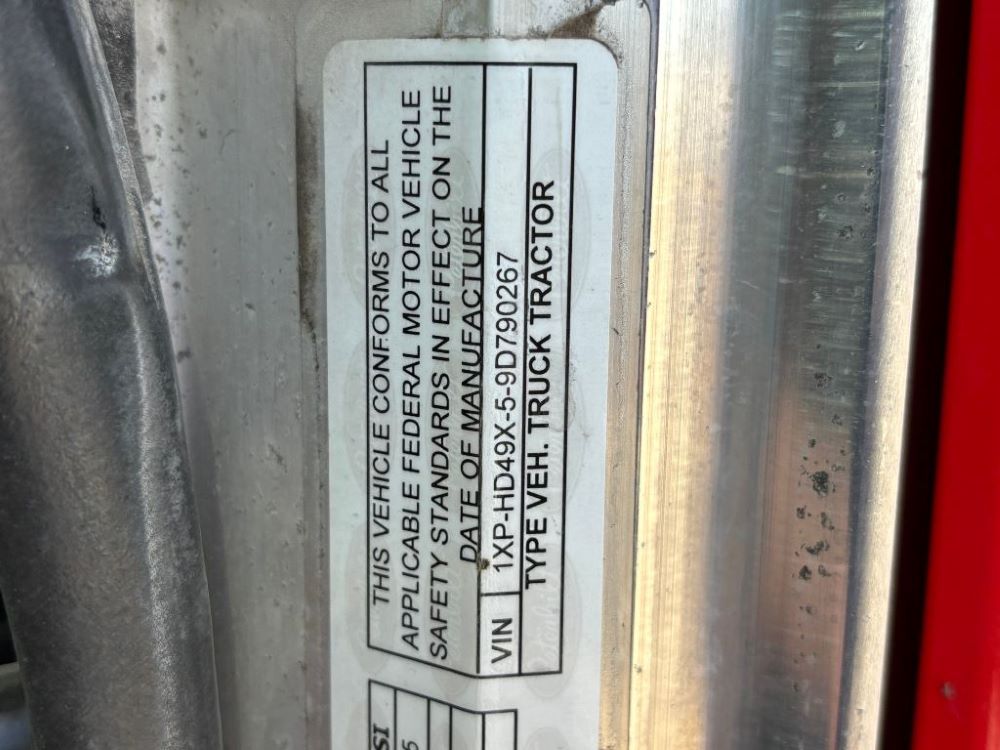 THIS VEHICLE CONFORMS TO ALL
APPLICABLE FEDERAL MOTOR VEHICLE
SAFETY STANDARDS IN EFFECT ON THE
DATE OF MANUFACTURE
VIN 1XP-HD49X-5-9D790267
TYPE VEH. TRUCK TRACTOR
SI